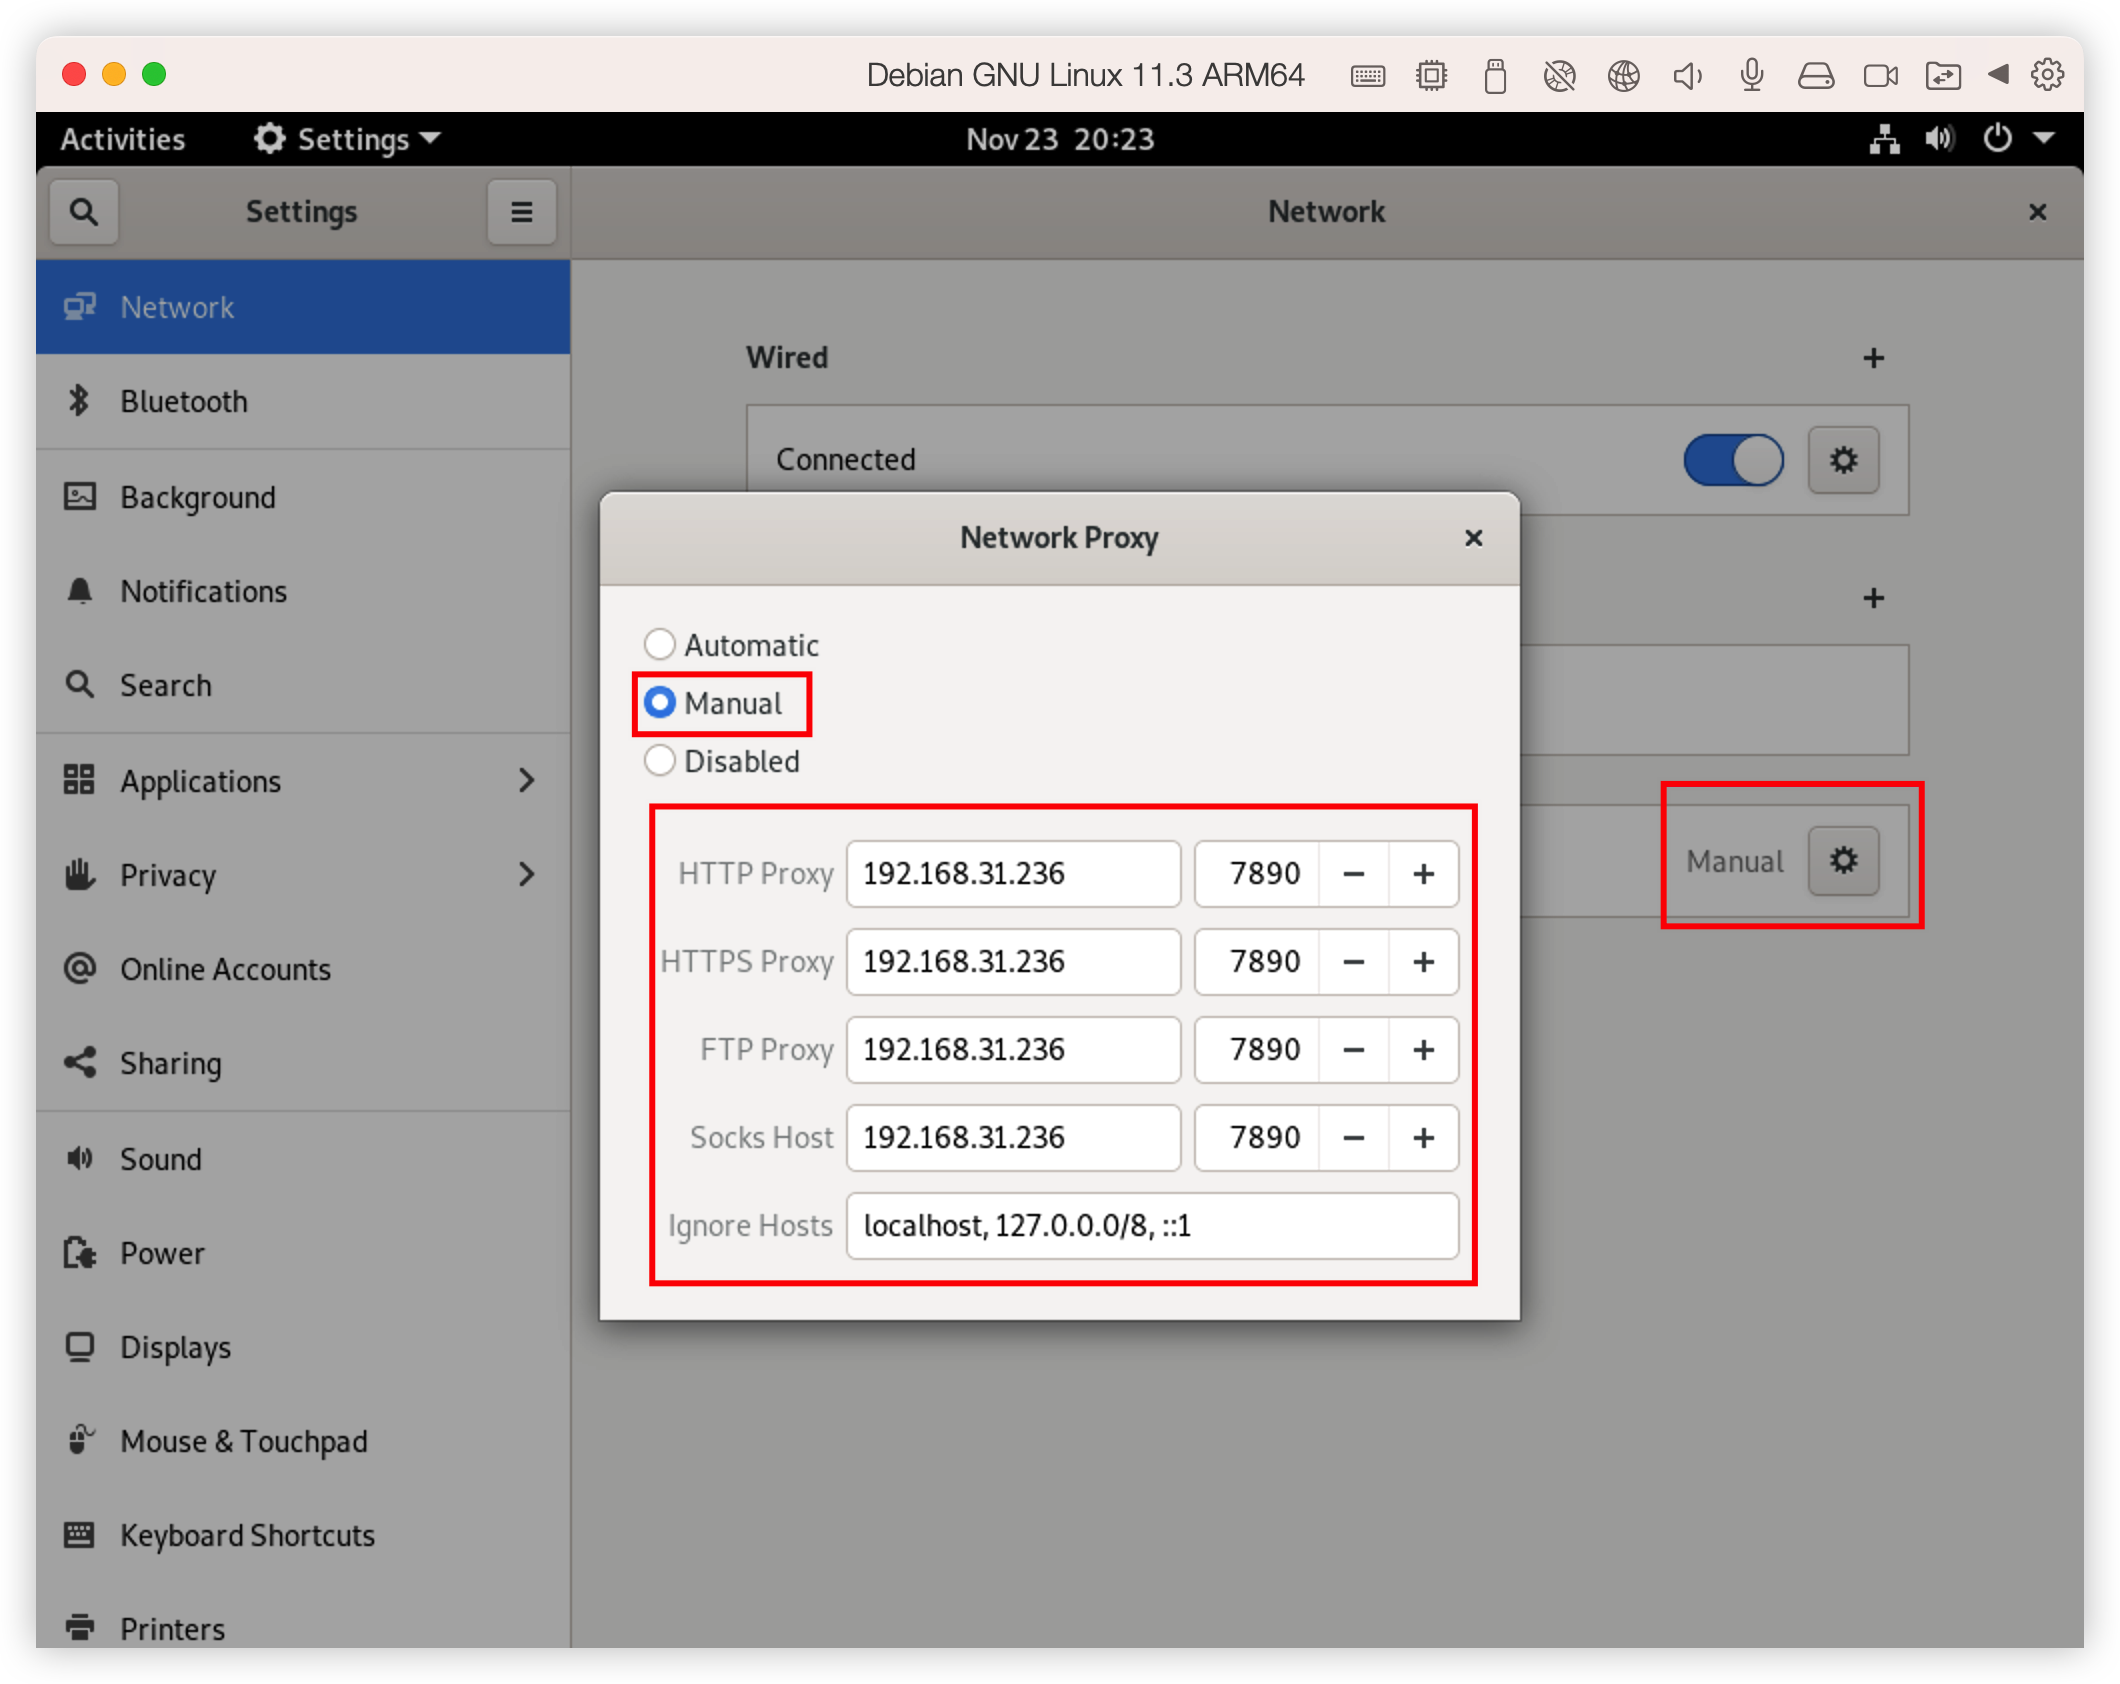 Debian GNU Linux 11.3 ARM64
Activities
Settings
Nov 23 20:23
Settings
Network
Network
Bluetooth
Background
Notifications
Search
Applications
Privacy
Online Accounts
Sharing
Sound
Power
Displays
Mouse & Touchpad
Keyboard Shortcuts
Printers
Wired
Connected
Manual
Network Proxy
Automatic
Manual
Disabled
HTTP Proxy 192.168.31.236 7890
HTTPS Proxy 192.168.31.236 7890
FTP Proxy 192.168.31.236 7890
Socks Host 192.168.31.236 7890
Ignore Hosts localhost, 127.0.0.0/8, ::1